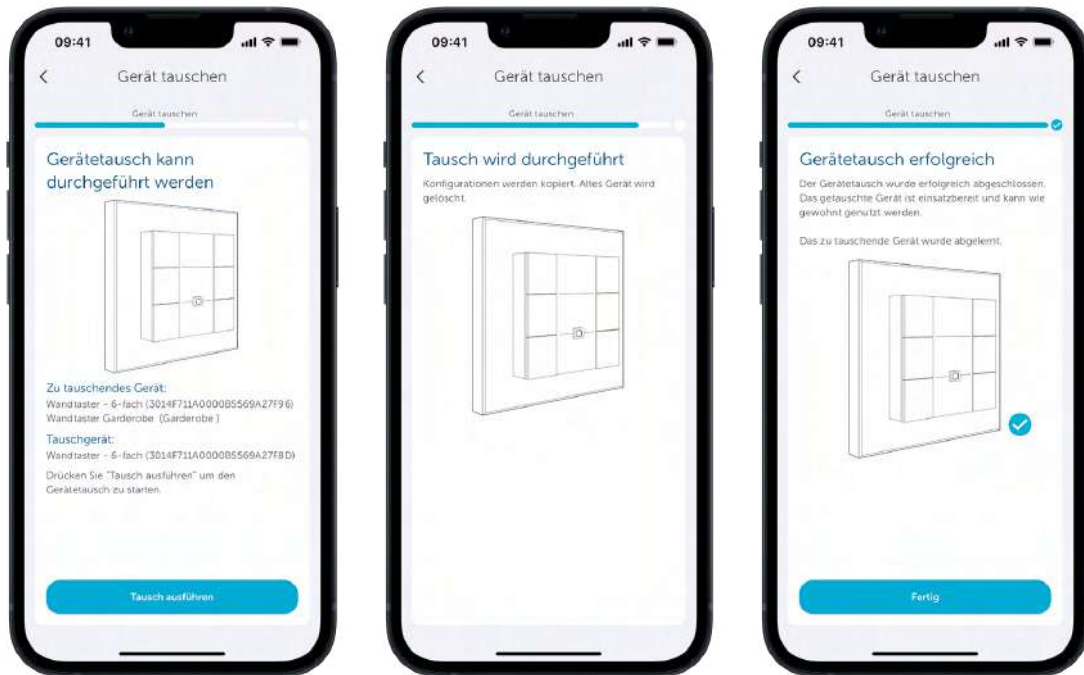 09:41
Gerät tauschen
Gerät tauschen
Gerätetausch kann
durchgeführt werden
Zu tauschendes Gerät:
Wandtaster – 6-fach (3014F711A0000B5569A27F96)
Wandtaster Garderobe (Garderobe )
Tauschgerät:
Wandtaster – 6-fach (3014F711A0000B5569A27F8D)
Drücken Sie "Tausch ausführen" um den
Gerätetausch zu starten.
Tausch ausführen
09:41
Gerät tauschen
Gerät tauschen
Tausch wird durchgeführt
Konfigurationen werden kopiert. Altes Gerät wird
gelöscht.
09:41
Gerät tauschen
Gerät tauschen
Gerätetausch erfolgreich
Der Gerätetausch wurde erfolgreich abgeschlossen.
Das getauschte Gerät ist einsatzbereit und kann wie
gewohnt genutzt werden.
Das zu tauschende Gerät wurde abgelernt.
Fertig